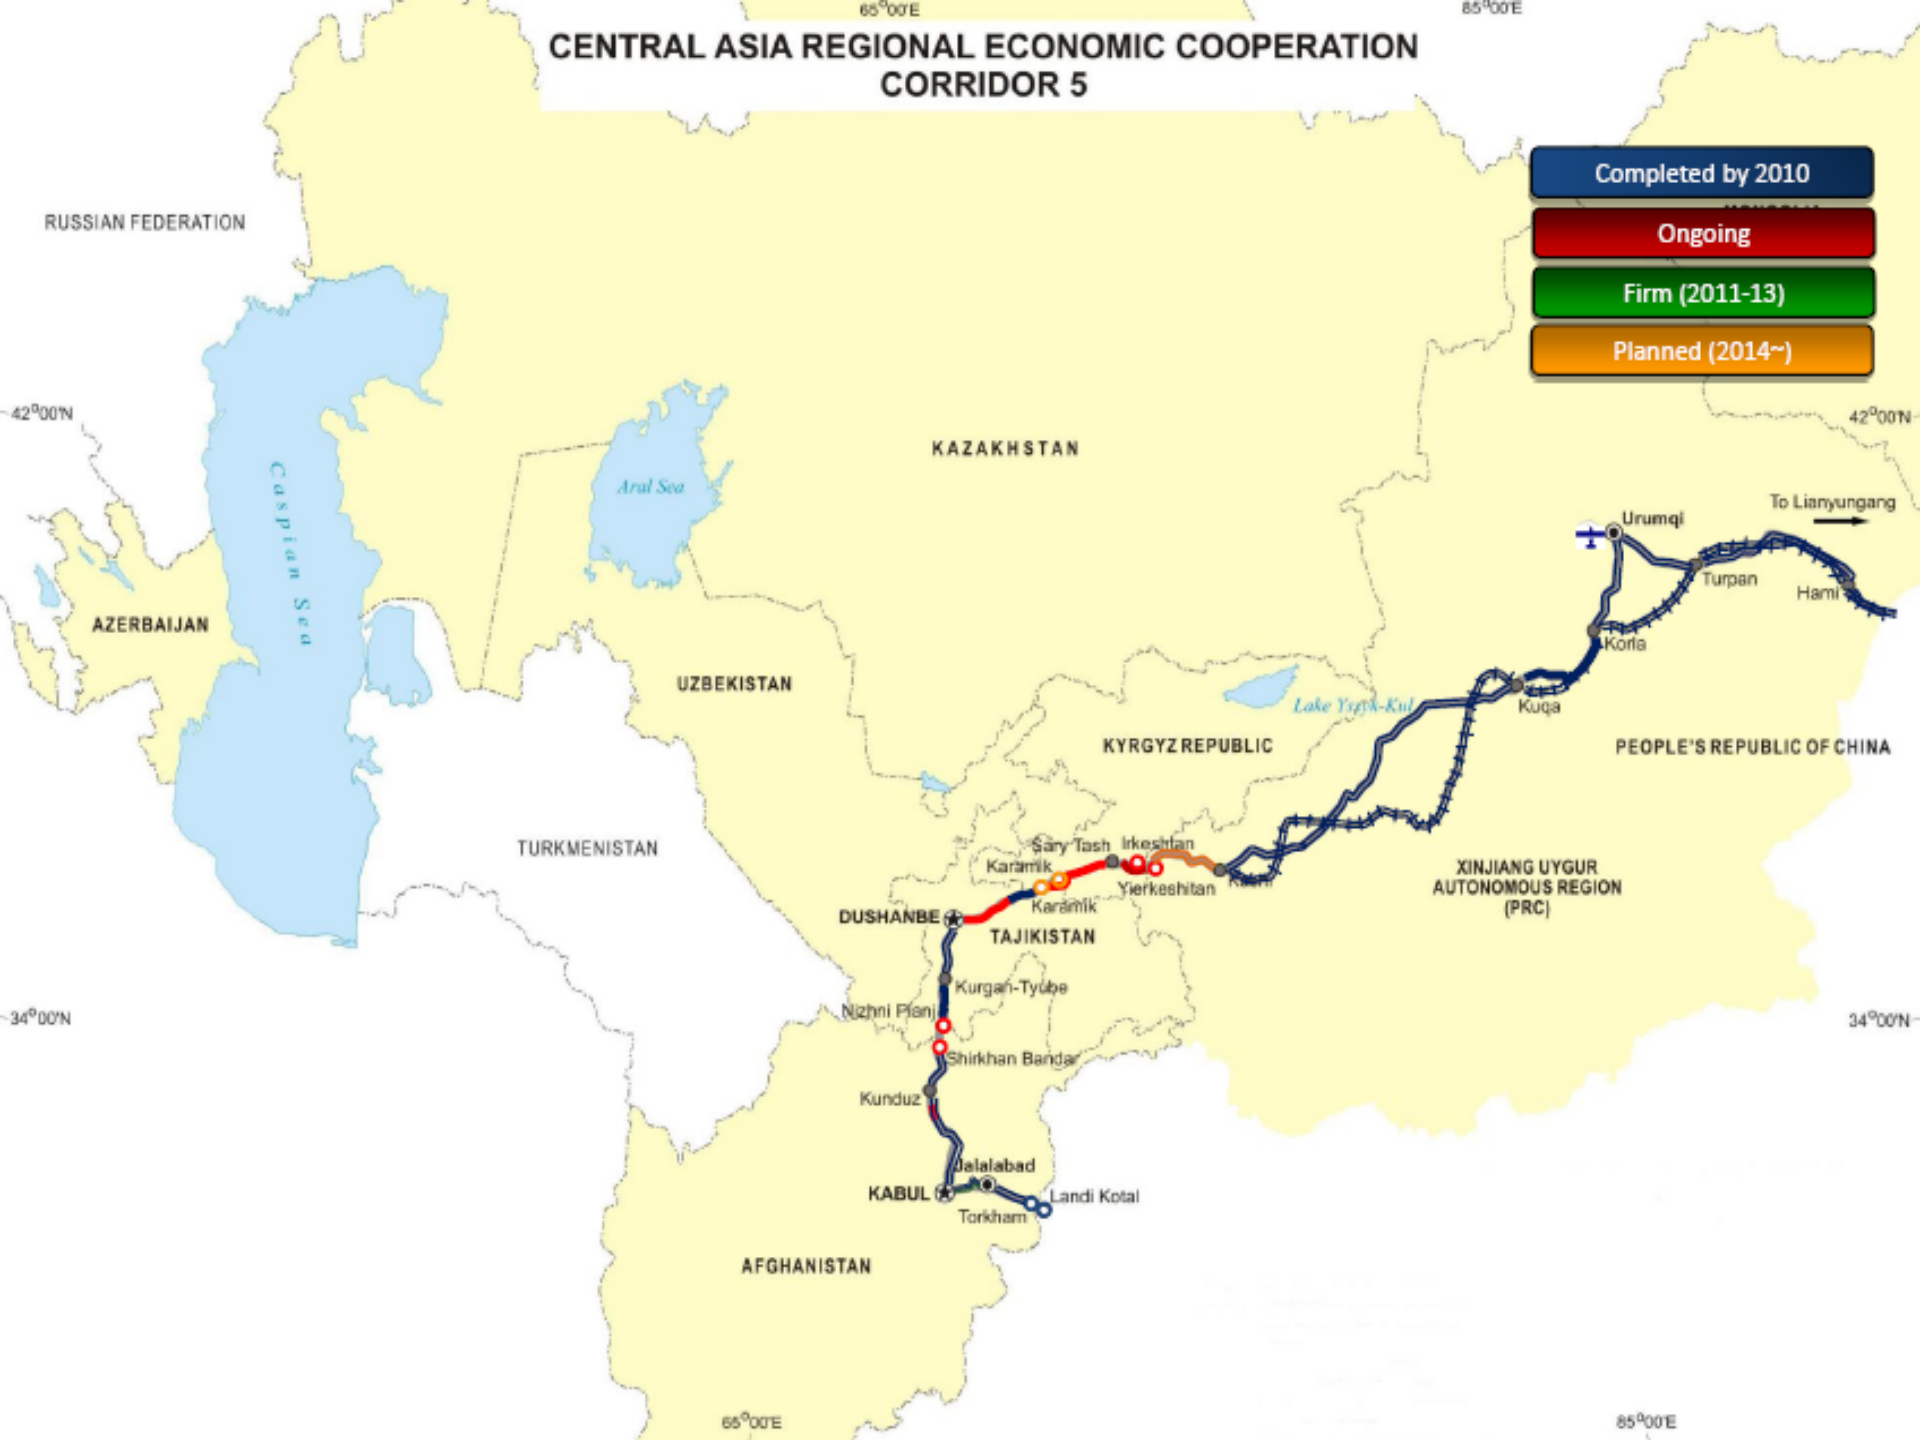 65°00'E
85°00'E
CENTRAL ASIA REGIONAL ECONOMIC COOPERATION
CORRIDOR 5
Completed by 2010
Ongoing
Firm (2011-13)
Planned (2014~)
RUSSIAN FEDERATION
42°00'N
42°00'N
KAZAKHSTAN
Aral Sea
Caspian Sea
To Lianyungang
Urumqi
Turpan
Hami
AZERBAIJAN
Korla
UZBEKISTAN
Lake Yszyk-Kul
Kuqa
KYRGYZ REPUBLIC
PEOPLE'S REPUBLIC OF CHINA
TURKMENISTAN
Sary Tash
Irkeshtan
Karamik
Yierkeshitan
XINJIANG UYGUR
AUTONOMOUS REGION
(PRC)
Karamik
DUSHANBE
TAJIKISTAN
Kurgan-Tyube
Nizhni Pianj
34°00'N
34°00'N
Shirkhan Bandar
Kunduz
Jalalabad
KABUL
Landi Kotal
Torkham
AFGHANISTAN
65°00'E
85°00'E